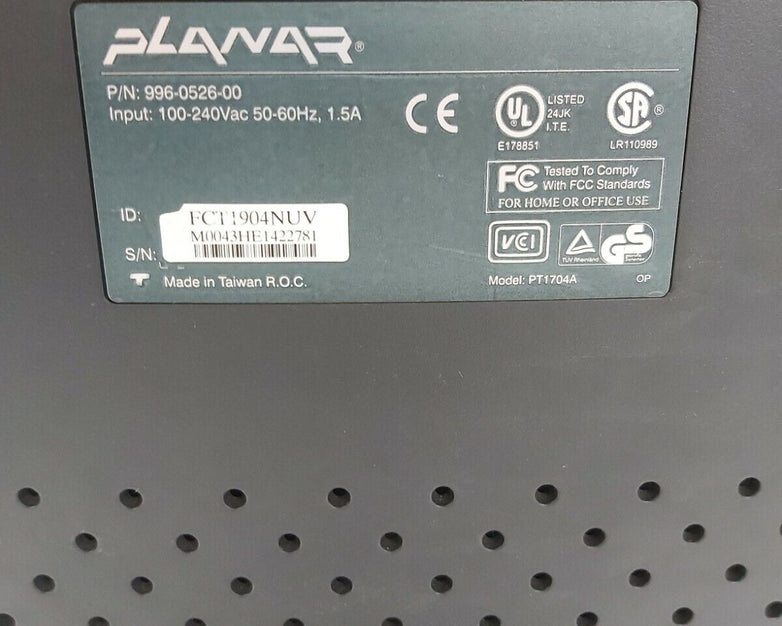 PLANAR®
P/N: 996-0526-00
Input: 100-240Vac 50-60Hz, 1.5A
CE
UL
®
LISTED
24JK
I.T.E.
E178851
SA
®
LR110989
FC
Tested To Comply
With FCC Standards
FOR HOME OR OFFICE USE
ID:
FCT1904NUV
M0043HE1422781
S/N:
VCI
TÜV Rheinland
GS
Made in Taiwan R.O.C.
Model: PT1704A
OP